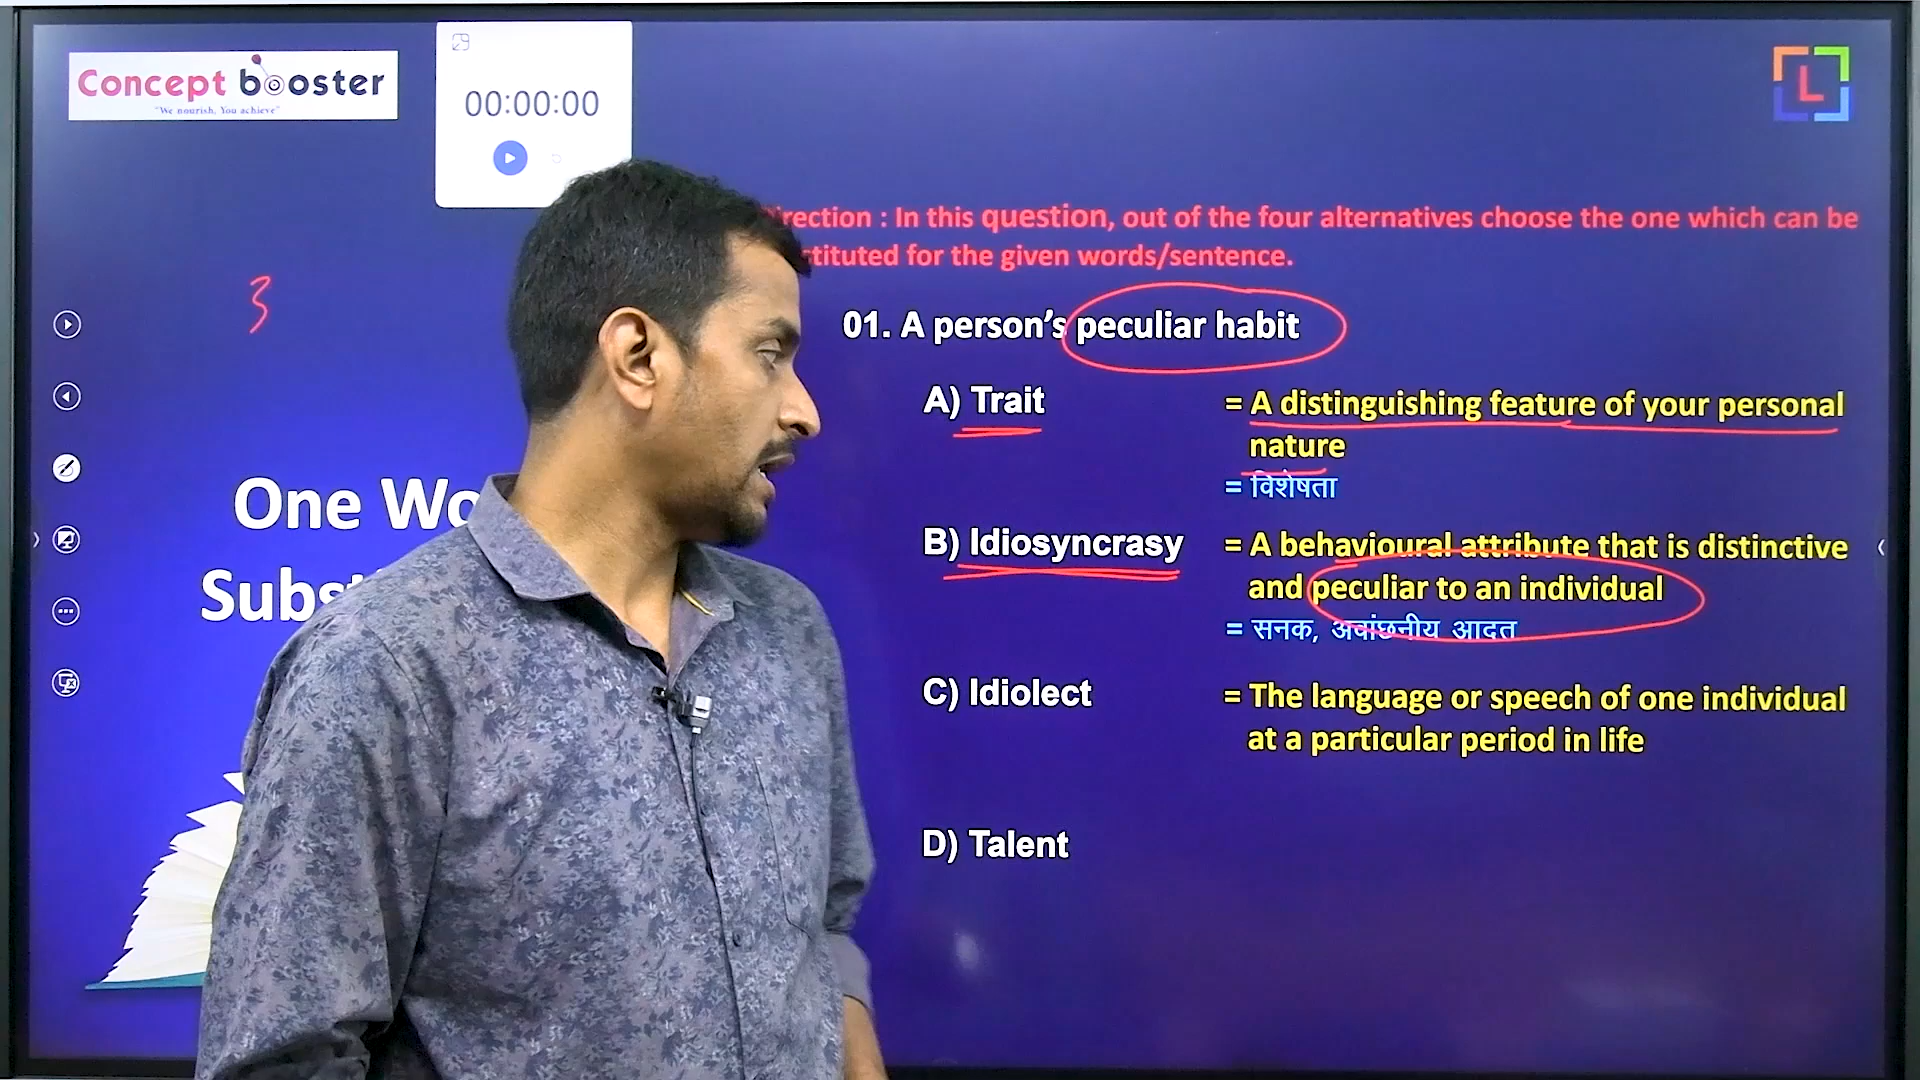 Concept booster
"We nourish, You achieve"
00:00:00
L
rection : In this question, out of the four alternatives choose the one which can be
stituted for the given words/sentence.
3
01. A person's peculiar habit
A) Trait = A distinguishing feature of your personal
nature
= विशेषता
One Wo
Subs
B) Idiosyncrasy = A behavioural attribute that is distinctive
and peculiar to an individual
= सनक, अवांछनीय आदत
C) Idiolect = The language or speech of one individual
at a particular period in life
D) Talent